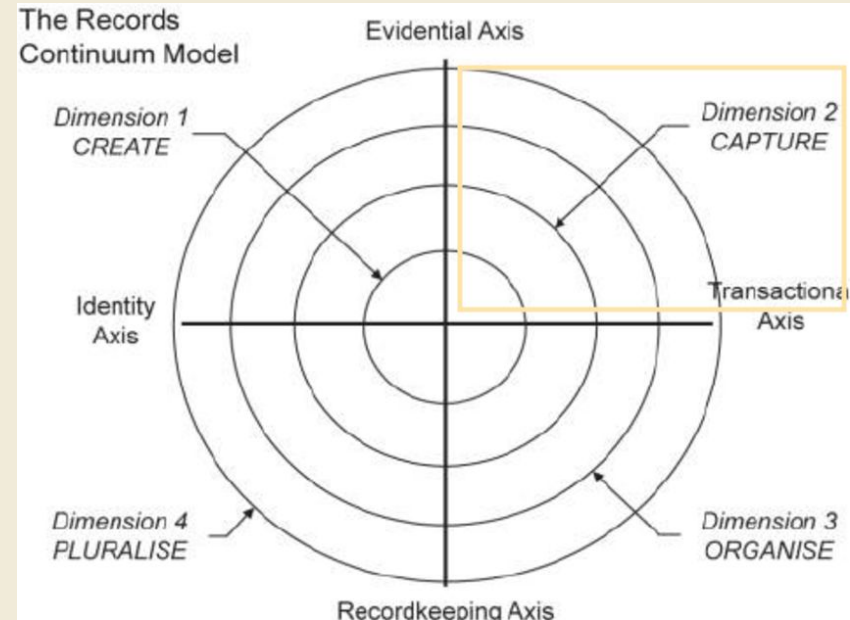 The Records
Continuum Model
Evidential Axis
Dimension 1
CREATE
Dimension 2
CAPTURE
Identity
Axis
Transactiona
Axis
Dimension 4
PLURALISE
Dimension 3
ORGANISE
Recordkeeping Axis